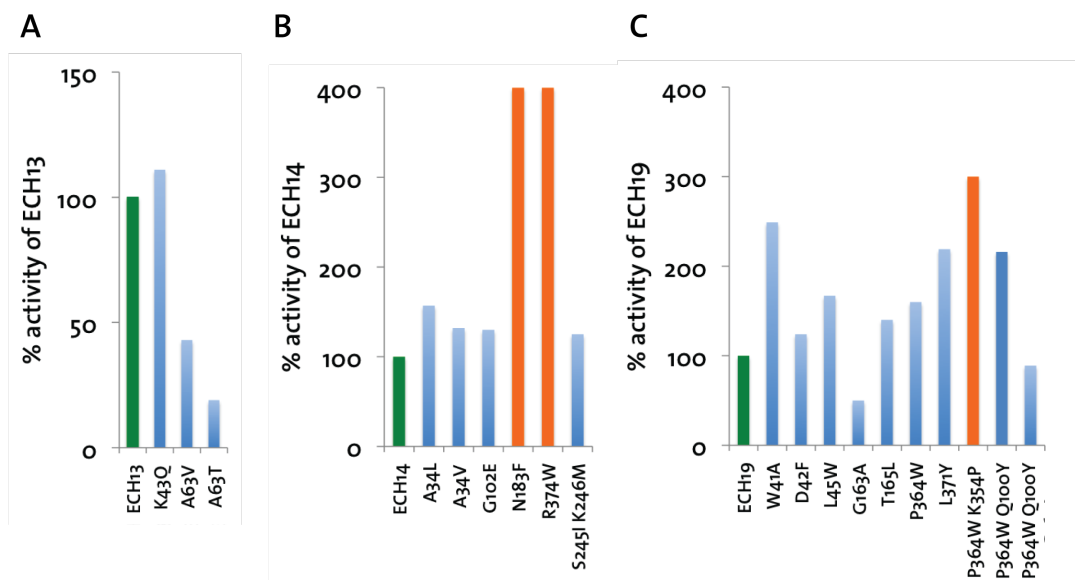 A
B
C
% activity of ECH13
150
100
50
0
ECH13
K43Q
A63V
A63T
% activity of ECH14
400
300
200
100
0
ECH14
A34L
A34V
G102E
N183F
R374W
S245I K246M
% activity of ECH19
400
300
200
100
0
ECH19
W41A
D42F
L45W
G163A
T165L
P364W
L371Y
P364W K354P
P364W Q100Y
P364W Q100Y